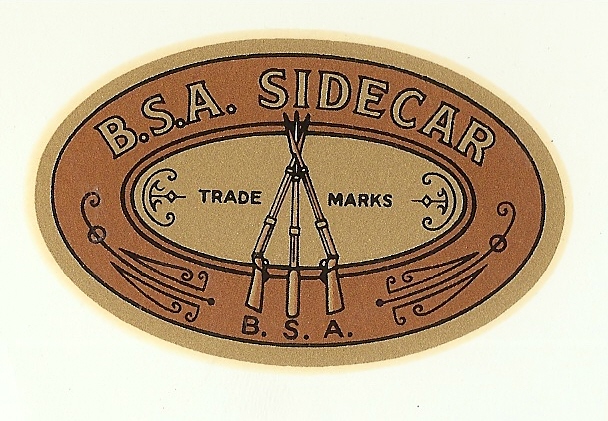 B.S.A. SIDECAR
TRADE MARKS
B. S. A.